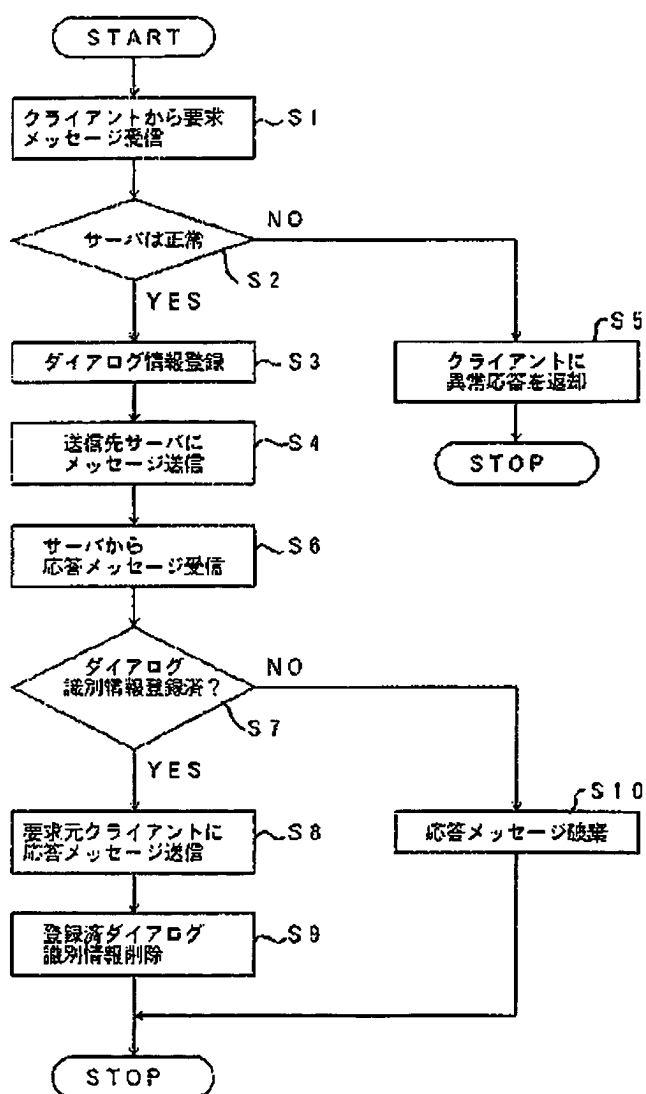 START
クライアントから要求
メッセージ受信
S1
サーバは正常
NO
S2
YES
ダイアログ情報登録
S3
クライアントに
異常応答を返却
S5
送信先サーバに
メッセージ送信
S4
STOP
サーバから
応答メッセージ受信
S6
ダイアログ
識別情報登録済?
NO
S7
YES
要求元クライアントに
応答メッセージ送信
S8
応答メッセージ破棄
S10
登録済ダイアログ
識別情報削除
S9
STOP